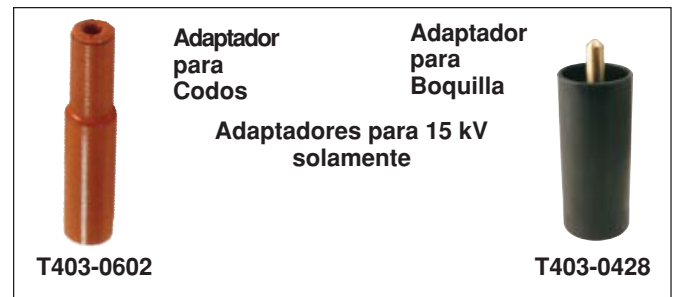 Adaptador
para
Codos
Adaptador
para
Boquilla
Adaptadores para 15 kV
solamente
T403-0602
T403-0428